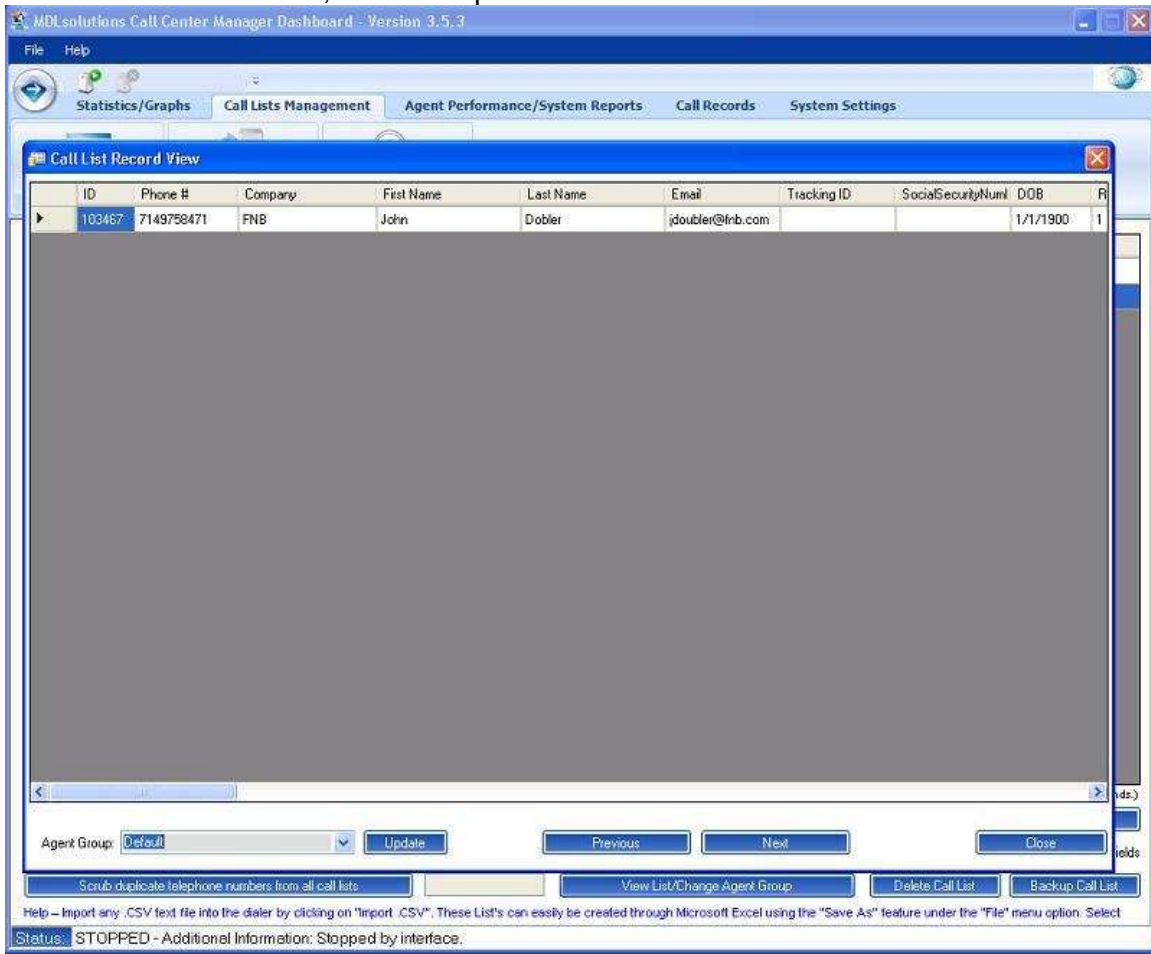 MDLsolutions Call Center Manager Dashboard - Version 3.5.3
File Help
Statistics/Graphs Call Lists Management Agent Performance/System Reports Call Records System Settings
Call List Record View
ID Phone # Company First Name Last Name Email Tracking ID SocialSecurityNuml DOB R
103467 7149758471 FNB John Dobler jdoubler@fnb.com 1/1/1900 1
nds.)
Agent Group: Default Update Previous Next Close
ields
Scrub duplicate telephone numbers from all call lists View List/Change Agent Group Delete Call List Backup Call List
Help – Import any .CSV text file into the dialer by clicking on "Import .CSV". These List's can easily be created through Microsoft Excel using the "Save As" feature under the "File" menu option. Select
Status: STOPPED - Additional Information: Stopped by interface.